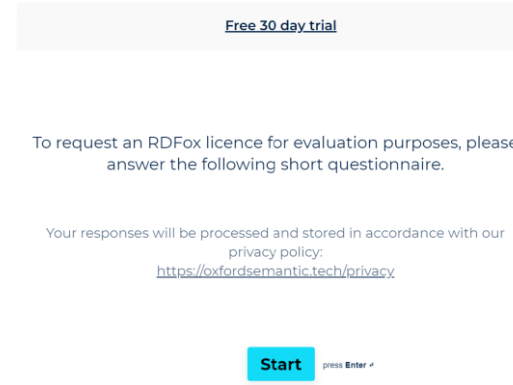 Free 30 day trial
To request an RDFox licence for evaluation purposes, please
answer the following short questionnaire.
Your responses will be processed and stored in accordance with our
privacy policy:
https://oxfordsemantic.tech/privacy
Start press Enter ↵